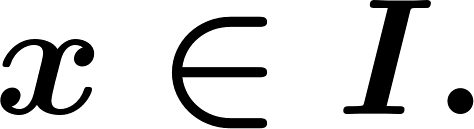 x ∈ I.